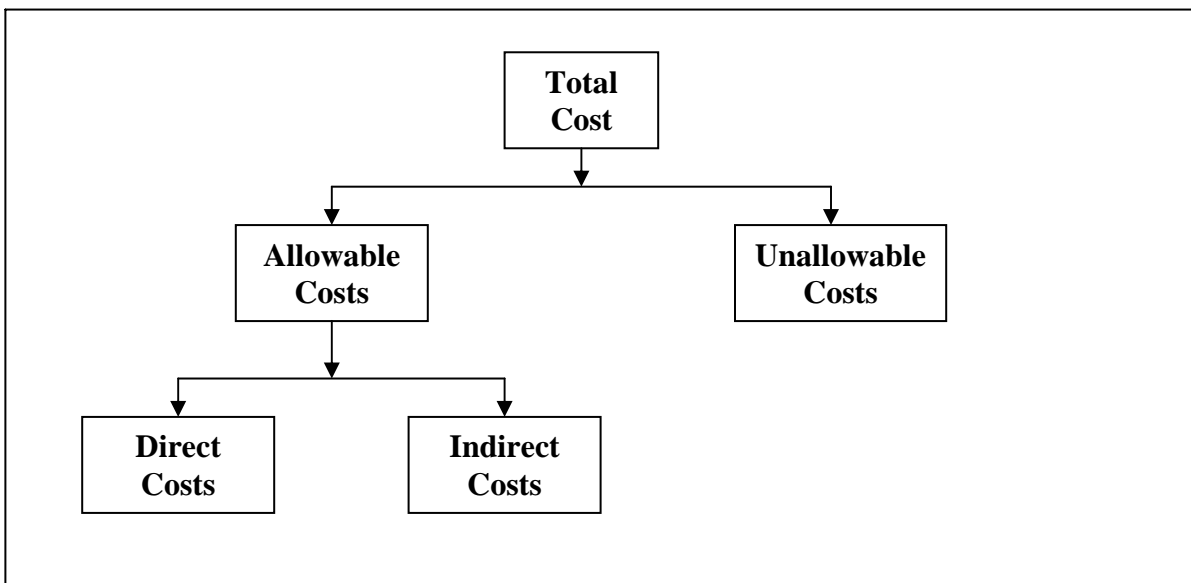 Total
Cost
Allowable
Costs
Unallowable
Costs
Direct
Costs
Indirect
Costs